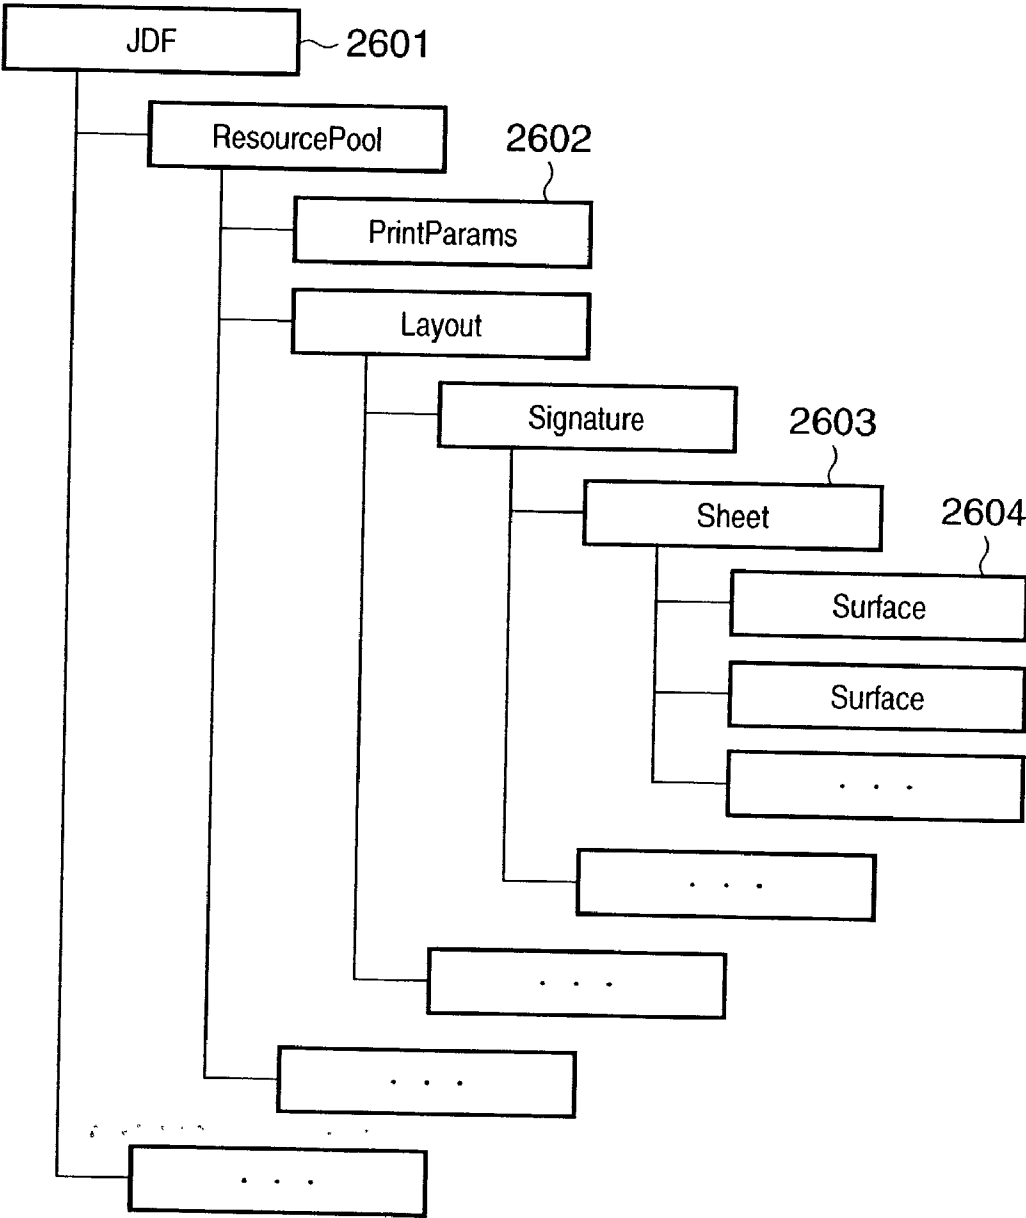 JDF 2601
ResourcePool
2602
PrintParams
Layout
Signature
2603
Sheet
2604
Surface
Surface
. . .
. . .
. . .
. . .
. . .